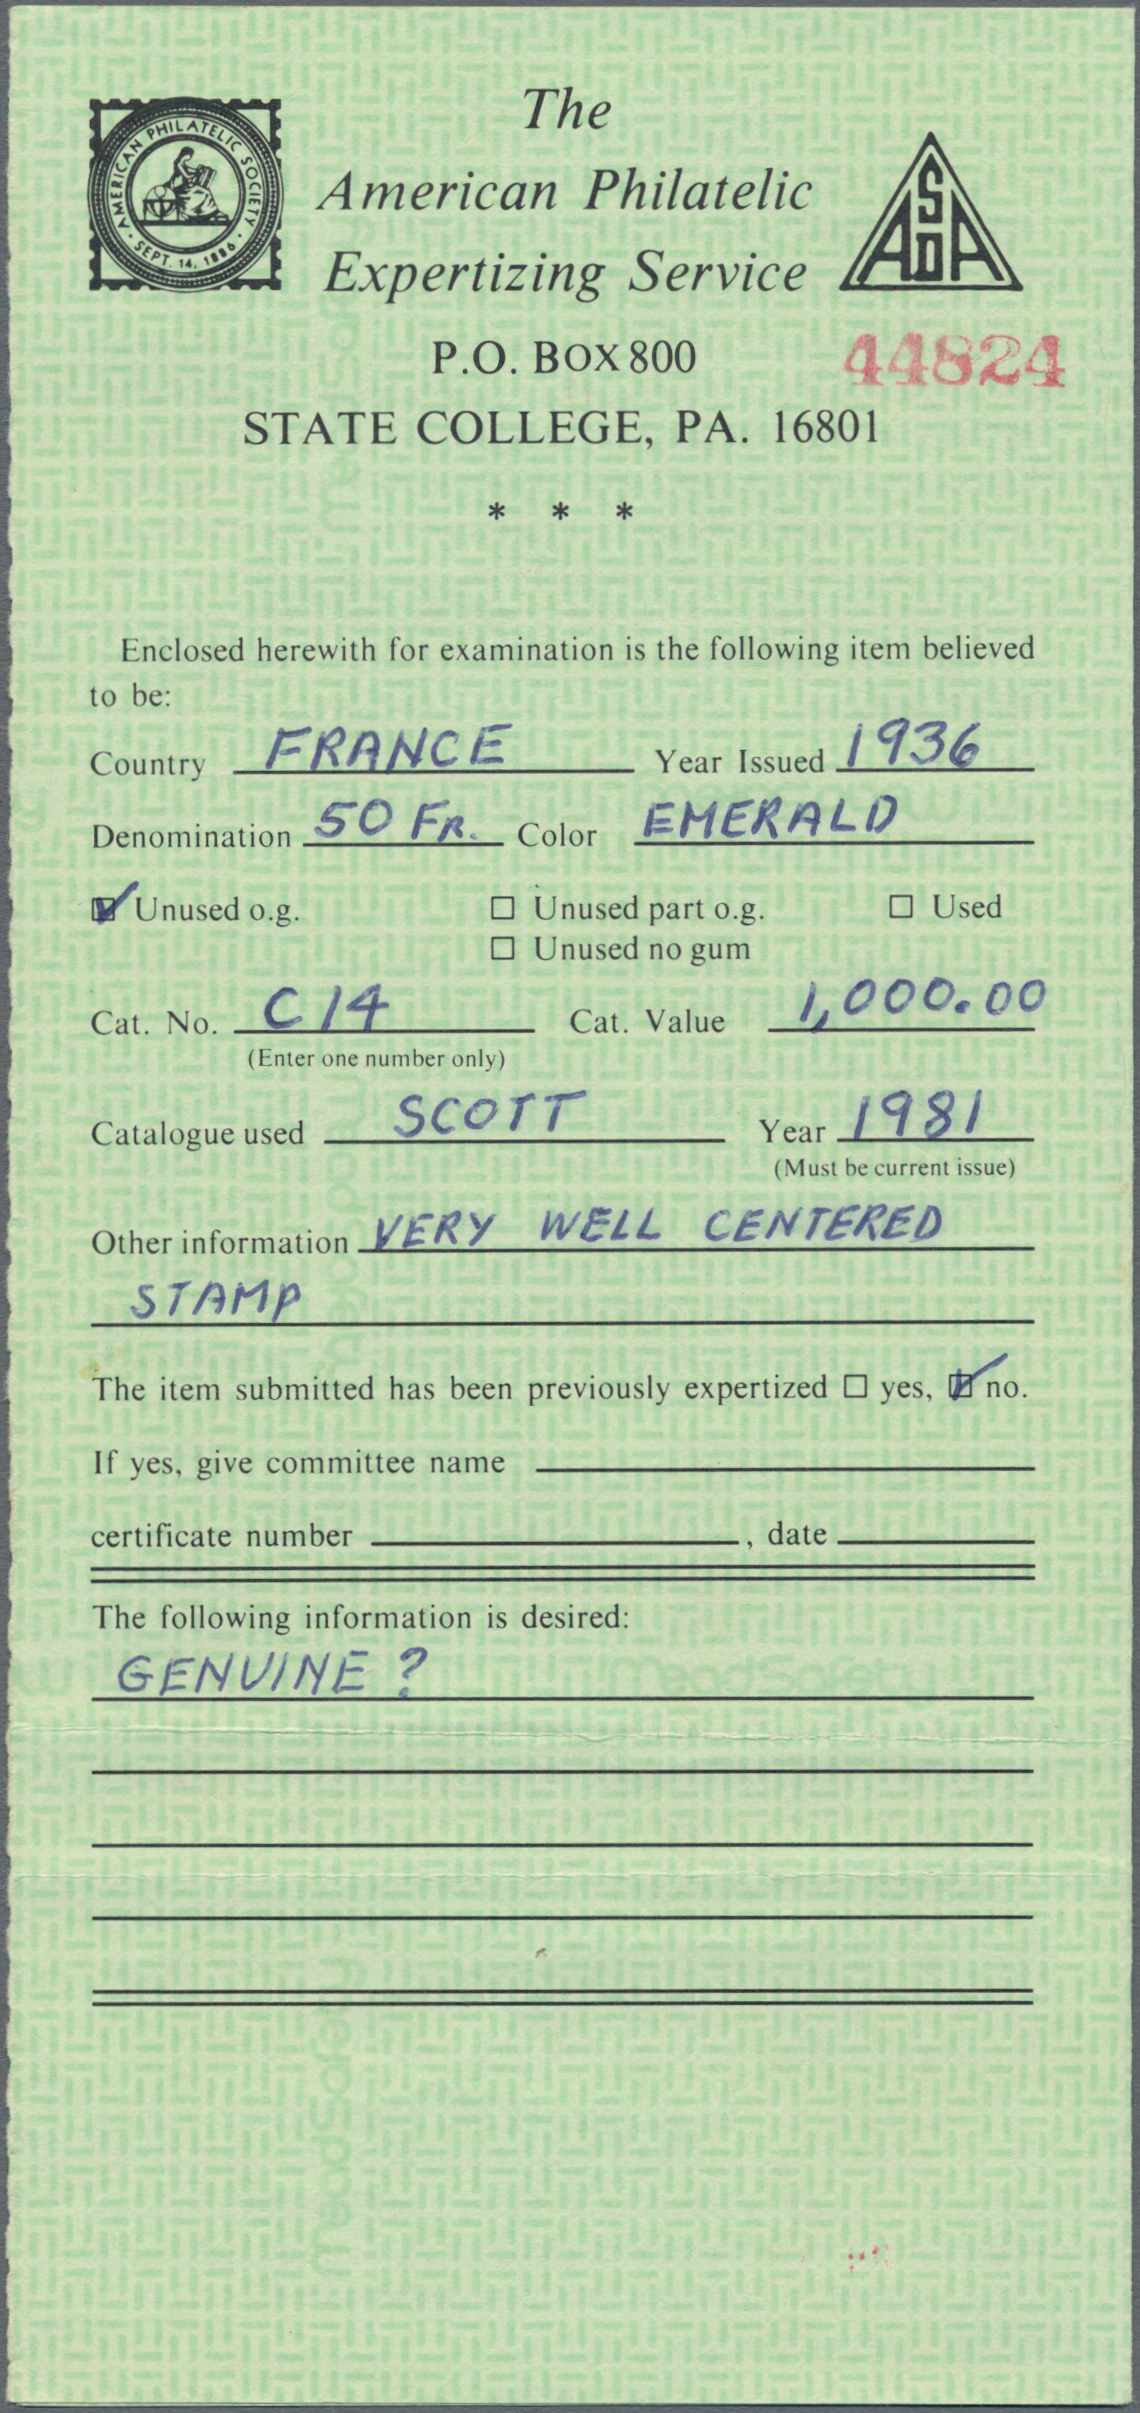 The
AMERICAN PHILATELIC SOCIETY
• SEPT. 14, 1886 •
American Philatelic
ASDA
Expertizing Service
P.O. BOX 800
44824
STATE COLLEGE, PA. 16801
* * *
Enclosed herewith for examination is the following item believed
to be:
Country FRANCE Year Issued 1936
Denomination 50 FR. Color EMERALD
☑ Unused o.g. ☐ Unused part o.g. ☐ Used
☐ Unused no gum
Cat. No. C14 Cat. Value 1,000.00
(Enter one number only)
Catalogue used SCOTT Year 1981
(Must be current issue)
Other information VERY WELL CENTERED
STAMP
The item submitted has been previously expertized ☐ yes, ☑ no.
If yes, give committee name
certificate number , date
The following information is desired:
GENUINE ?